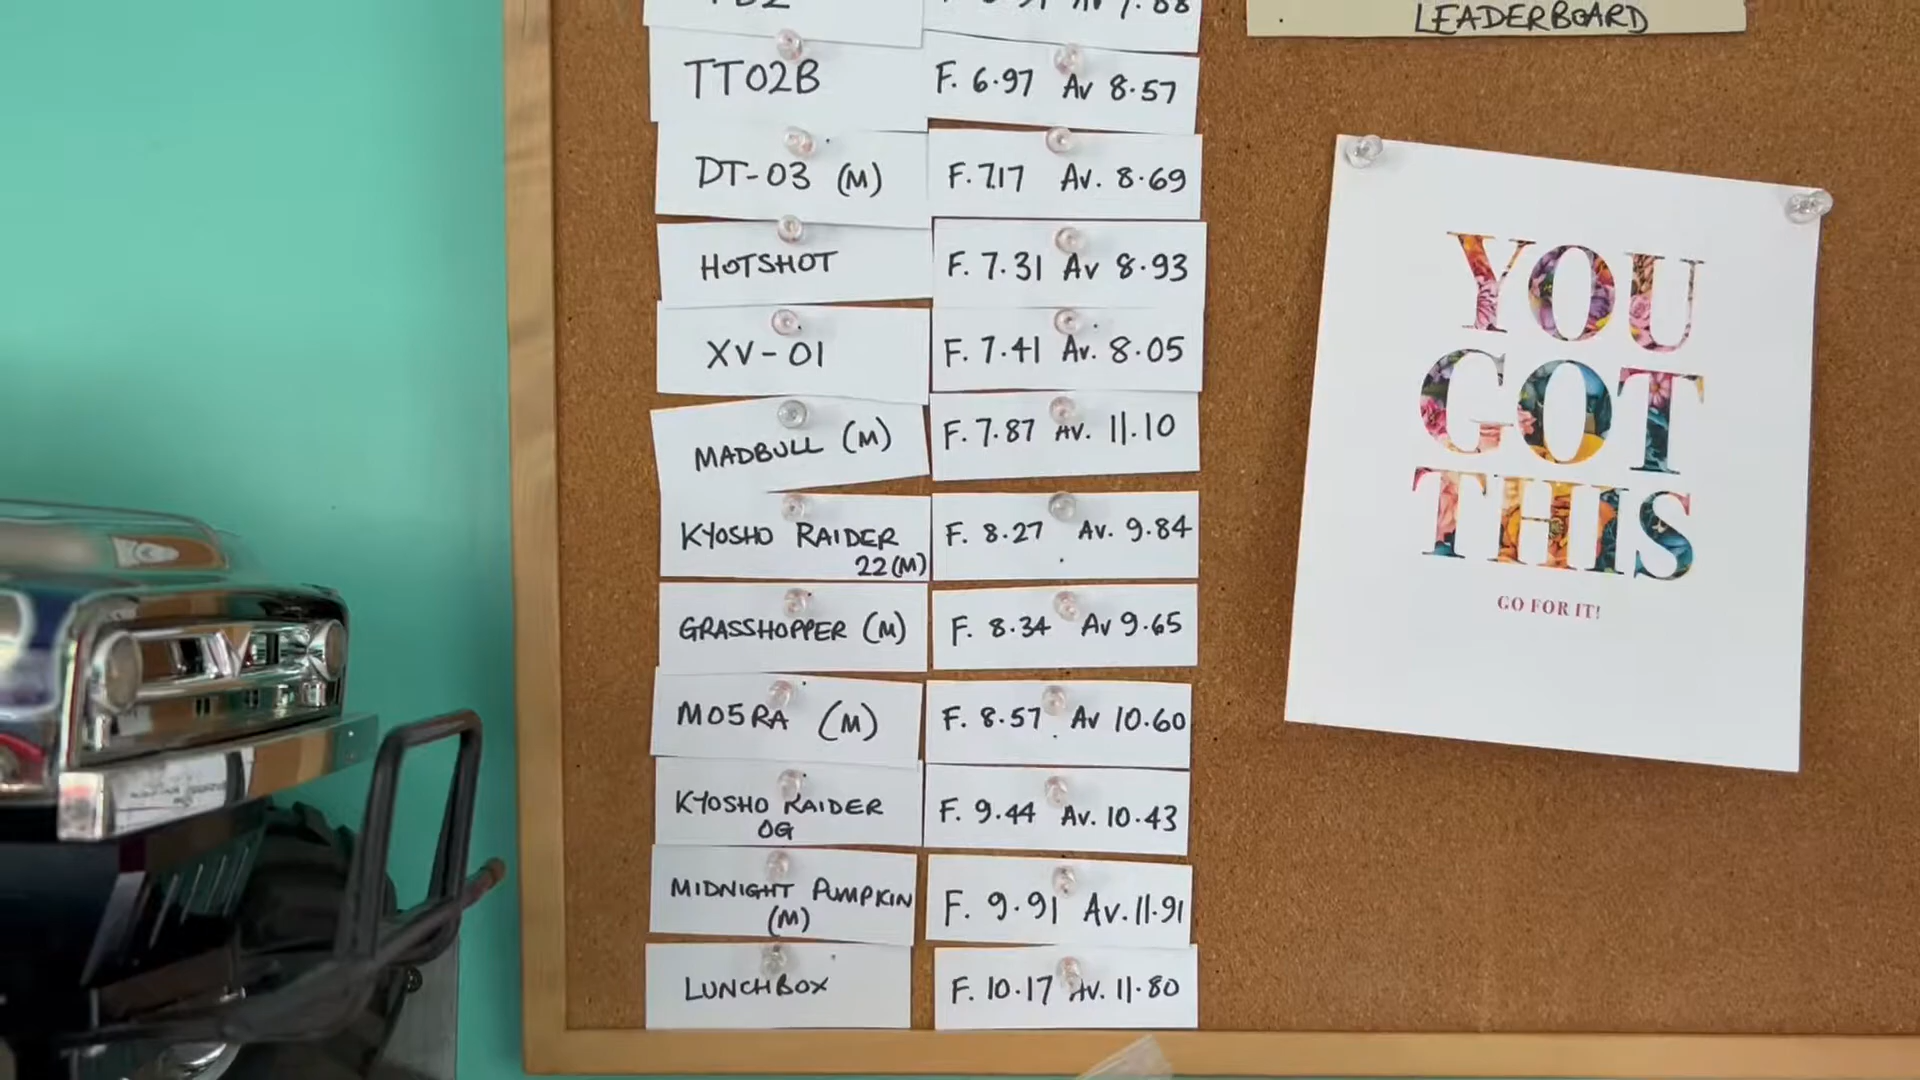 TT02B F. 6.97 Av 8.57
DT-03 (M) F. 7.17 Av. 8.69
HOTSHOT F. 7.31 Av 8.93
XV-01 F. 7.41 Av. 8.05
MADBULL (M) F. 7.87 Av. 11.10
KYOSHO RAIDER
22 (M) F. 8.27 Av. 9.84
GRASSHOPPER (M) F. 8.34 Av 9.65
M05RA (M) F. 8.57 Av 10.60
KYOSHO RAIDER
OG F. 9.44 Av. 10.43
MIDNIGHT PUMPKIN
(M) F. 9.91 Av. 11.91
LUNCHBOX F. 10.17 Av. 11.80
LEADERBOARD
YOU
GOT
THIS
GO FOR IT!